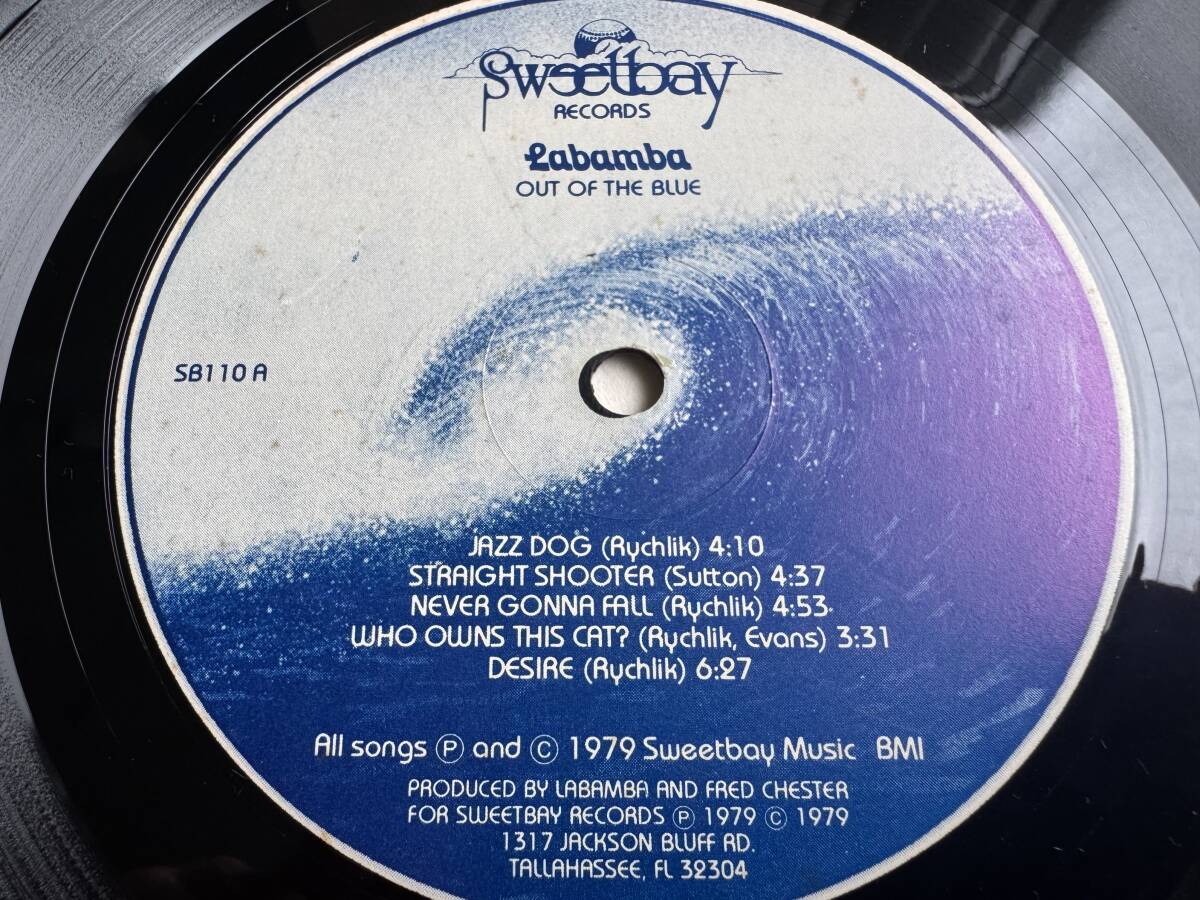 Sweetbay
RECORDS
Labamba
OUT OF THE BLUE
SB110 A
JAZZ DOG (Rychlik) 4:10
STRAIGHT SHOOTER (Sutton) 4:37
NEVER GONNA FALL (Rychlik) 4:53
WHO OWNS THIS CAT? (Rychlik, Evans) 3:31
DESIRE (Rychlik) 6:27
All songs Ⓟ and © 1979 Sweetbay Music BMI
PRODUCED BY LABAMBA AND FRED CHESTER
FOR SWEETBAY RECORDS Ⓟ 1979 © 1979
1317 JACKSON BLUFF RD.
TALLAHASSEE, FL 32304